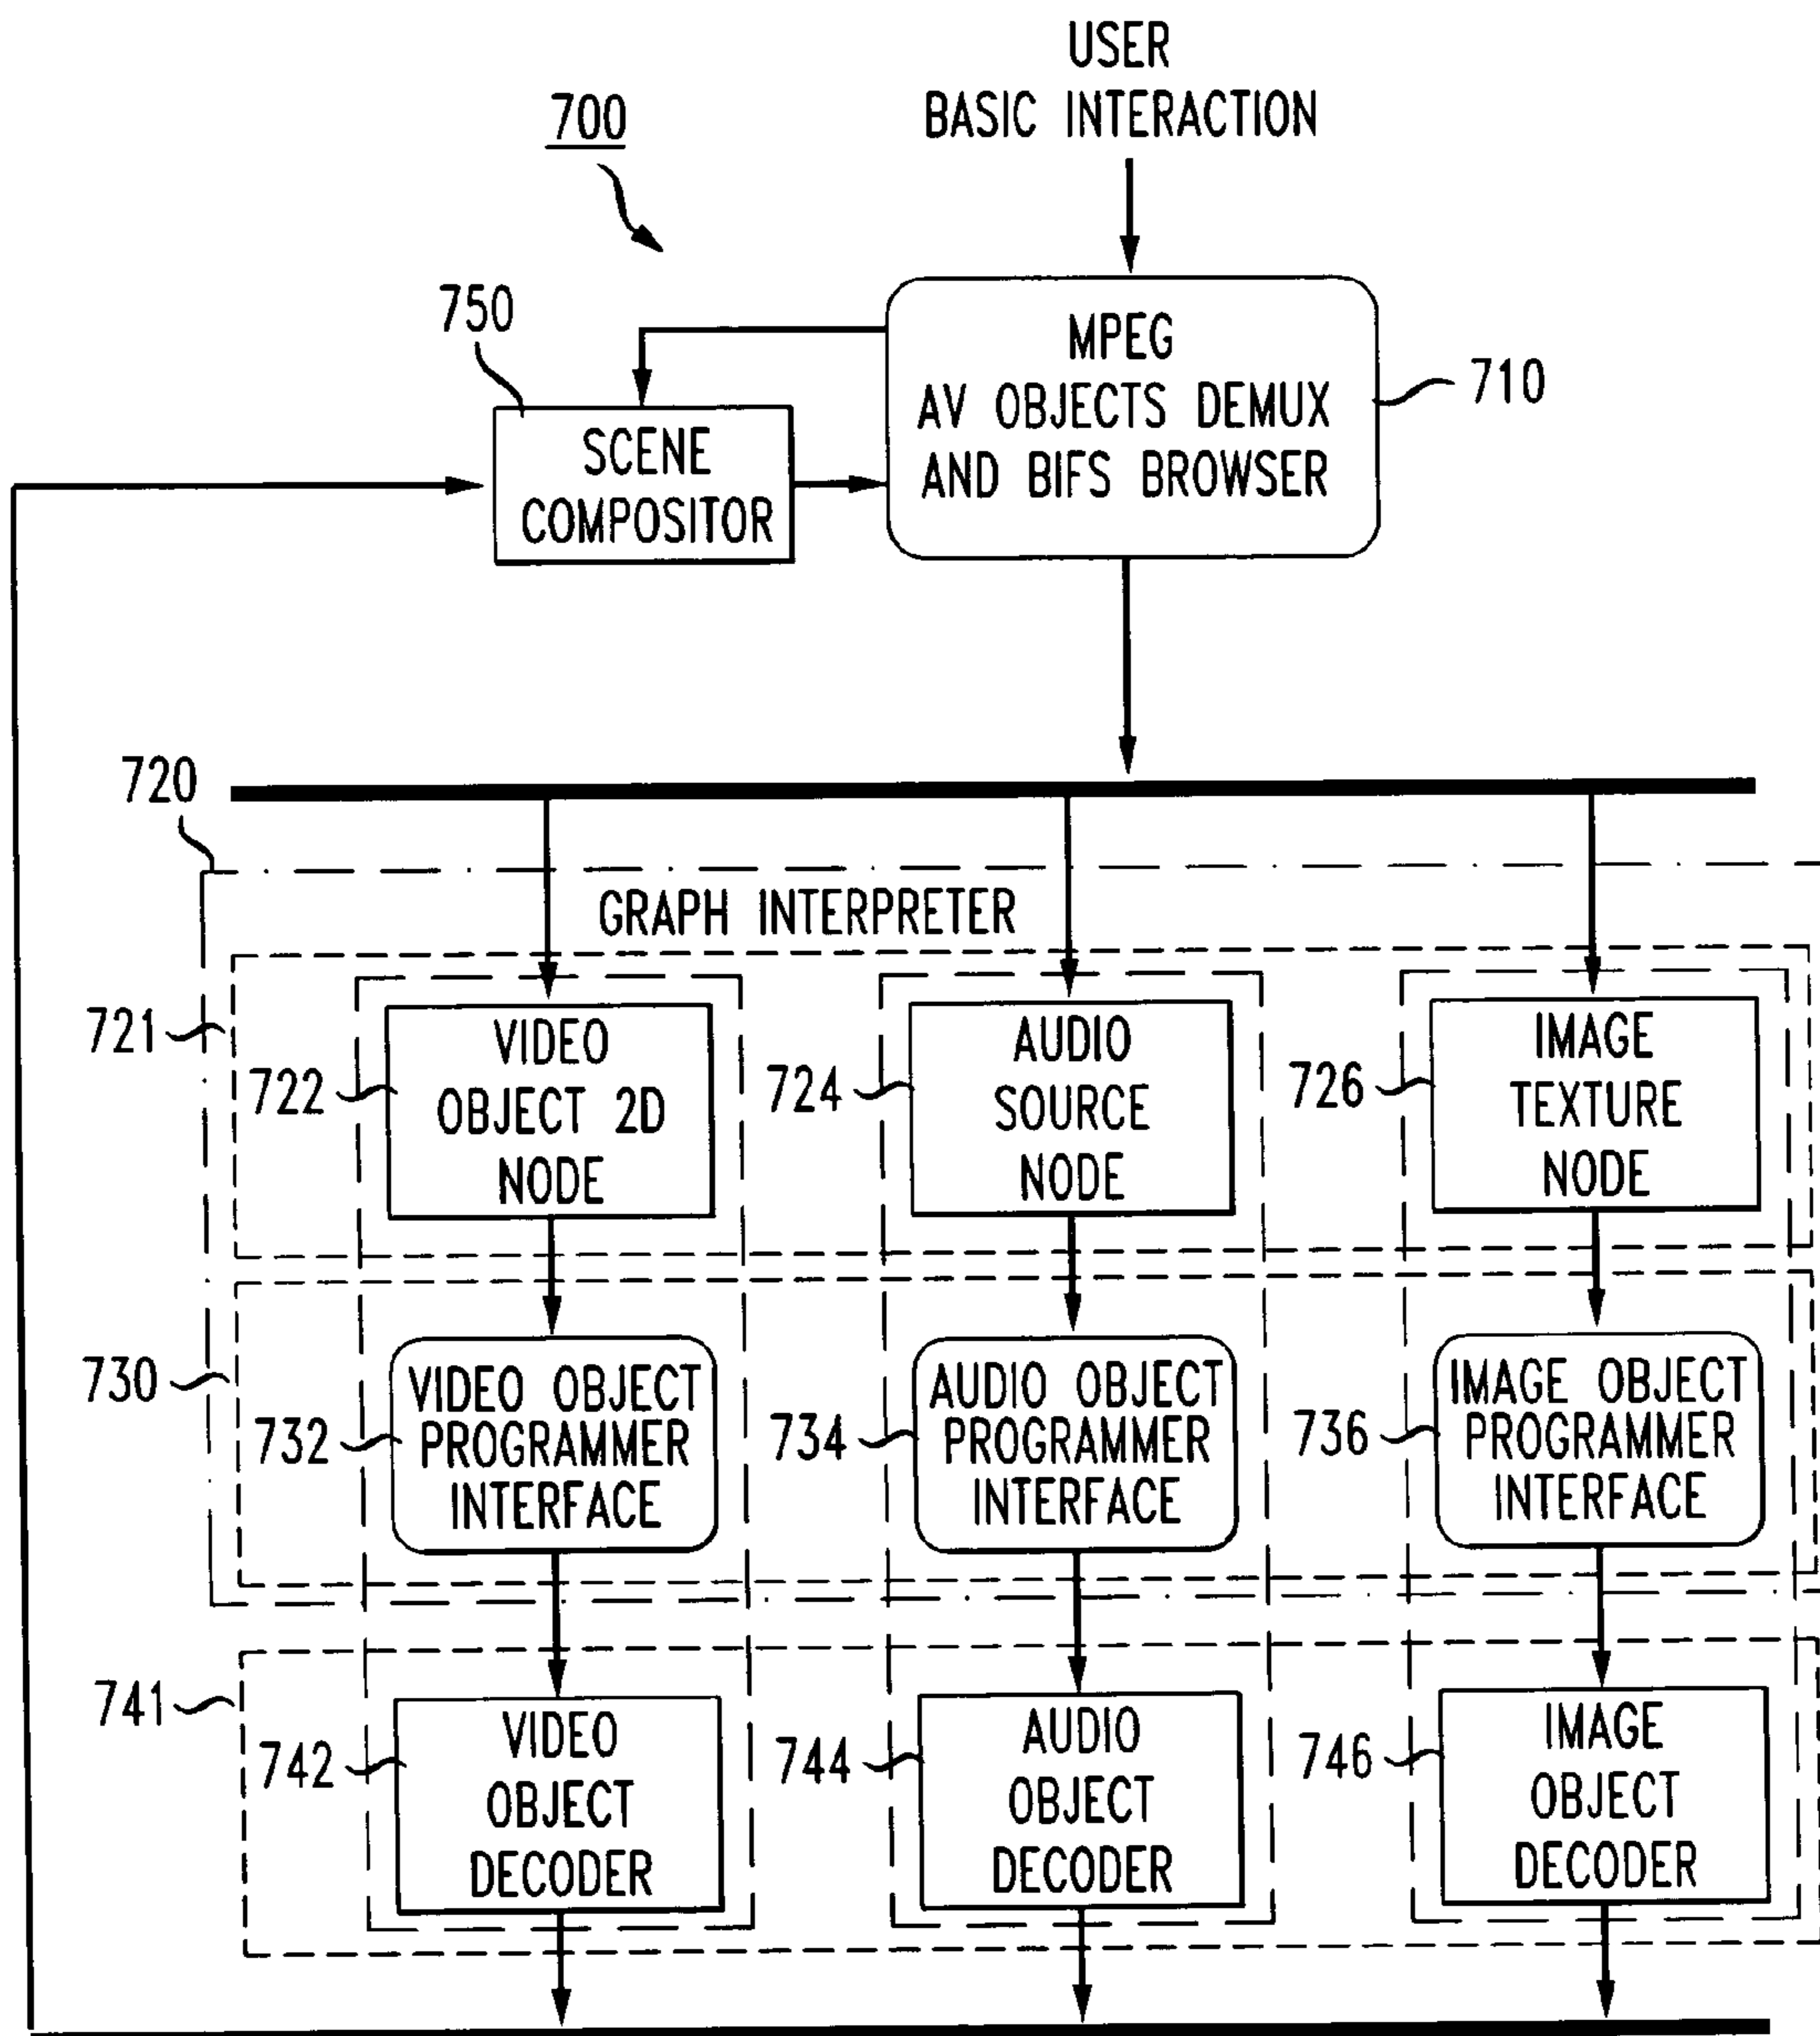 USER
BASIC INTERACTION
700
750
MPEG
AV OBJECTS DEMUX
AND BIFS BROWSER
710
SCENE
COMPOSITOR
720
GRAPH INTERPRETER
721
722
VIDEO
OBJECT 2D
NODE
724
AUDIO
SOURCE
NODE
726
IMAGE
TEXTURE
NODE
730
732
VIDEO OBJECT
PROGRAMMER
INTERFACE
734
AUDIO OBJECT
PROGRAMMER
INTERFACE
736
IMAGE OBJECT
PROGRAMMER
INTERFACE
741
742
VIDEO
OBJECT
DECODER
744
AUDIO
OBJECT
DECODER
746
IMAGE
OBJECT
DECODER